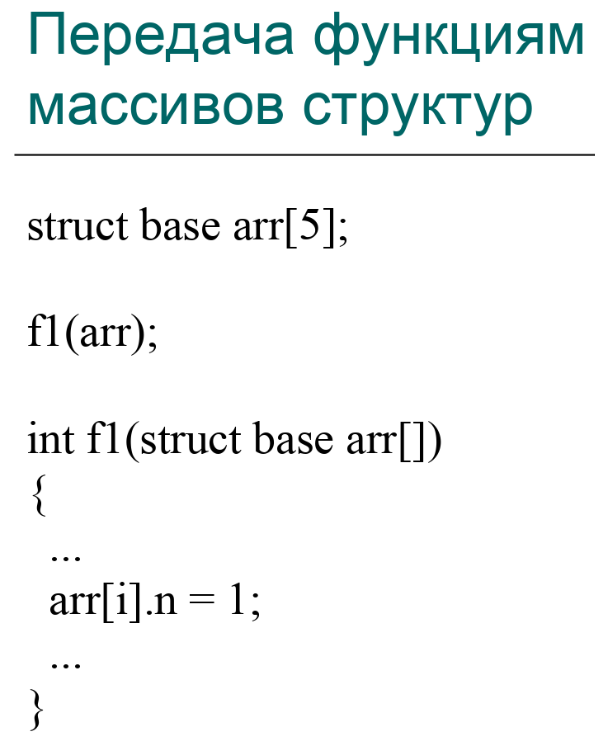 Передача функциям
массивов структур
struct base arr[5];
f1(arr);
int f1(struct base arr[])
{
...
arr[i].n = 1;
...
}